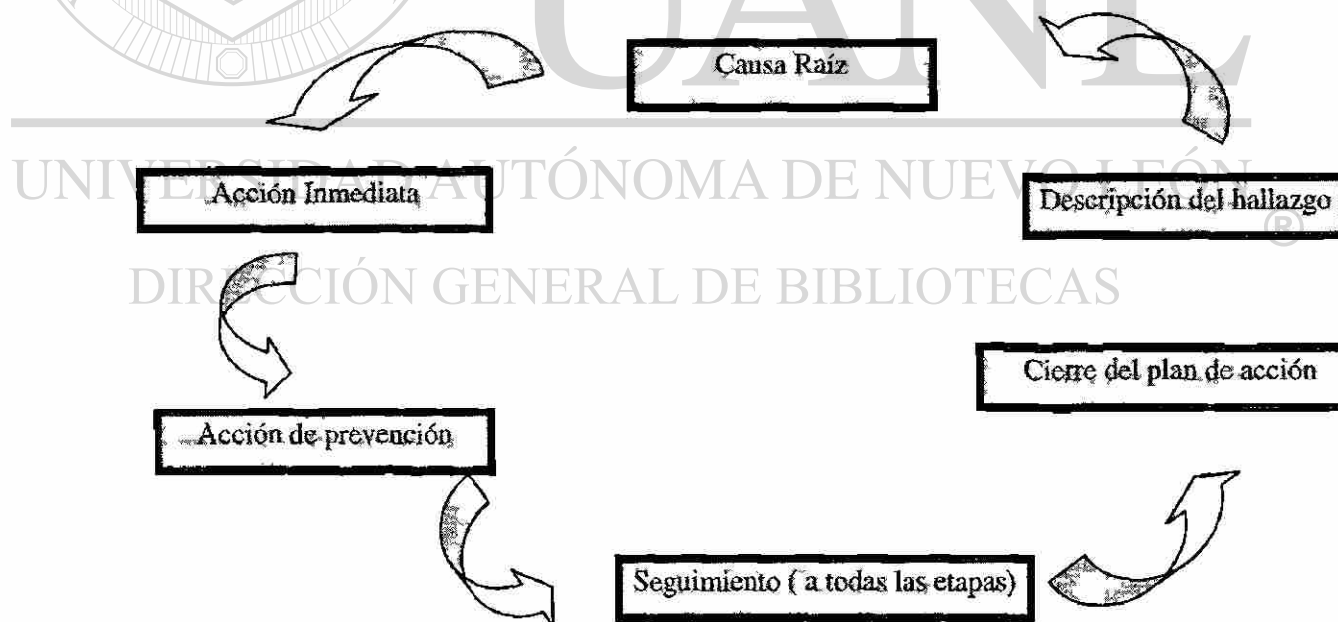 UANL
Causa Raíz
UNIVERSIDAD AUTÓNOMA DE NUEVO LEÓN
Acción Inmediata
Descripción del hallazgo
®
DIRECCIÓN GENERAL DE BIBLIOTECAS
Cierre del plan de acción
Acción de prevención
Seguimiento ( a todas las etapas)